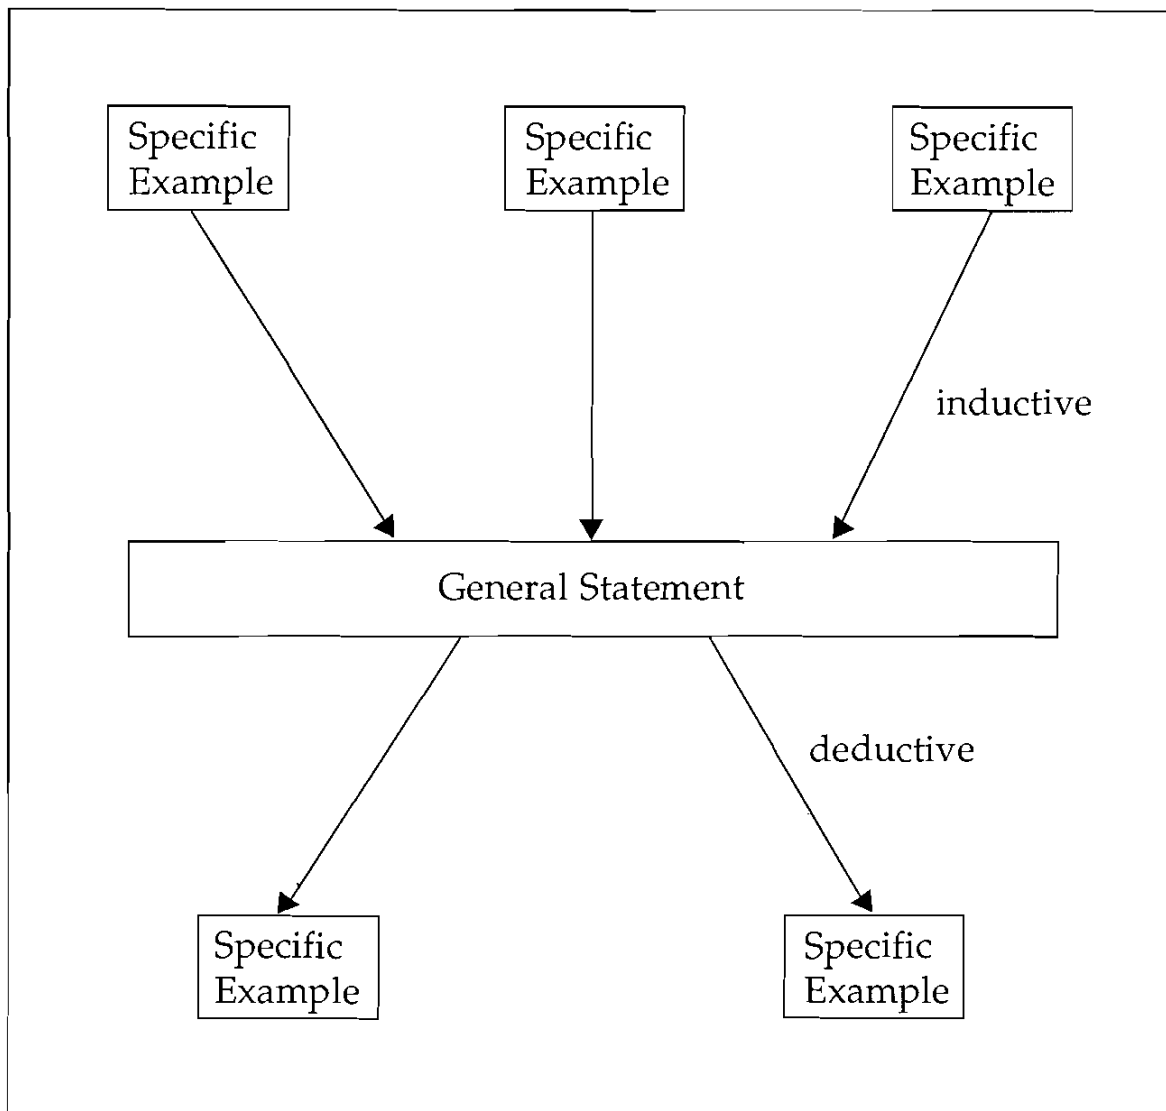 Specific
Example
Specific
Example
Specific
Example
inductive
General Statement
deductive
Specific
Example
Specific
Example